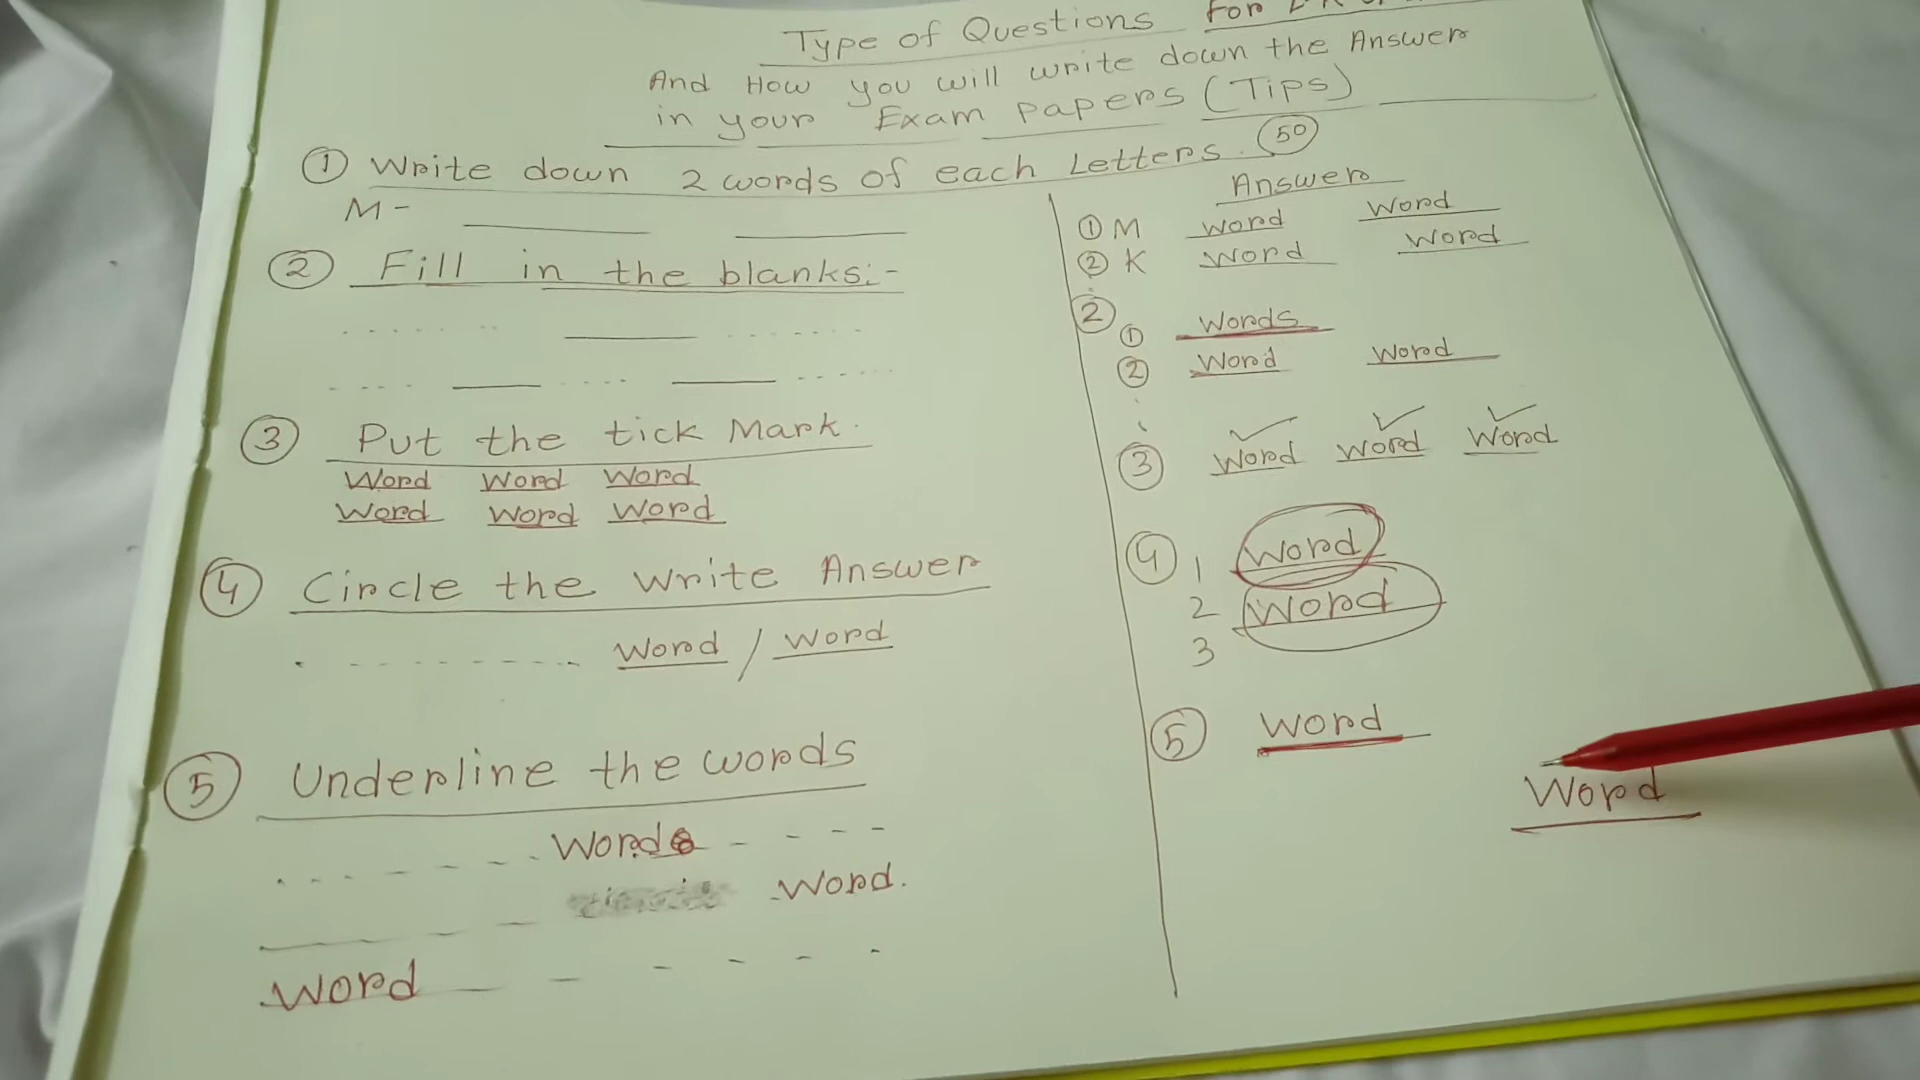 Type of Questions For
And How you will write down the Answer
in your Exam papers (Tips)
① Write down 2 words of each Letters. 50
M -
② Fill in the blanks:-
③ Put the tick Mark.
Word Word Word
Word Word Word
④ Circle the Write Answer
Word / Word
⑤ Underline the words
Word
Word.
Word
Answer
① M Word Word
② K Word Word
②
① Words
② Word Word
③ Word Word Word
④ 1 Word
2 Word
3
⑤ Word
Word